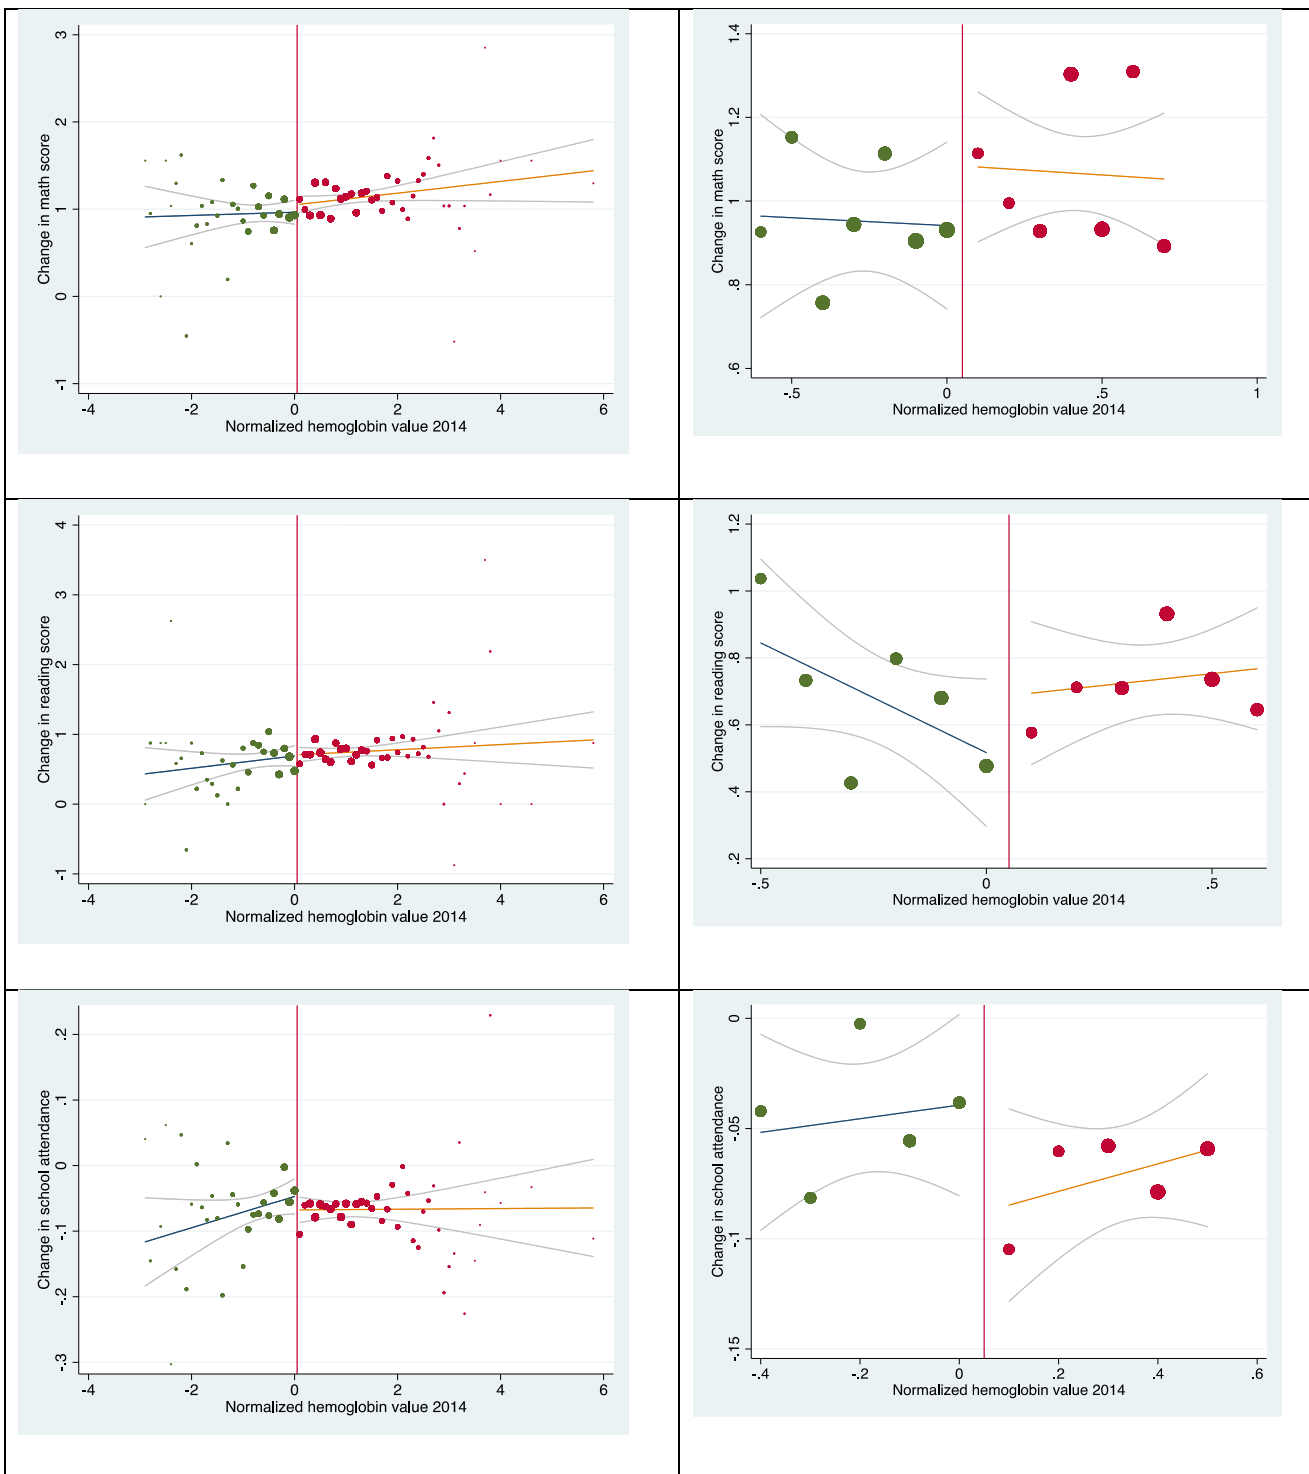 Change in math score
3
2
1
0
-1
-4 -2 0 2 4 6
Normalized hemoglobin value 2014
Change in math score
1.4
1.2
1
.8
.6
-.5 0 .5 1
Normalized hemoglobin value 2014
Change in reading score
4
3
2
1
0
-1
-4 -2 0 2 4 6
Normalized hemoglobin value 2014
Change in reading score
1.2
1
.8
.6
.4
.2
-.5 0 .5
Normalized hemoglobin value 2014
Change in school attendance
.2
.1
0
-.1
-.2
-.3
-4 -2 0 2 4 6
Normalized hemoglobin value 2014
Change in school attendance
0
-.05
-.1
-.15
-.4 -.2 0 .2 .4 .6
Normalized hemoglobin value 2014